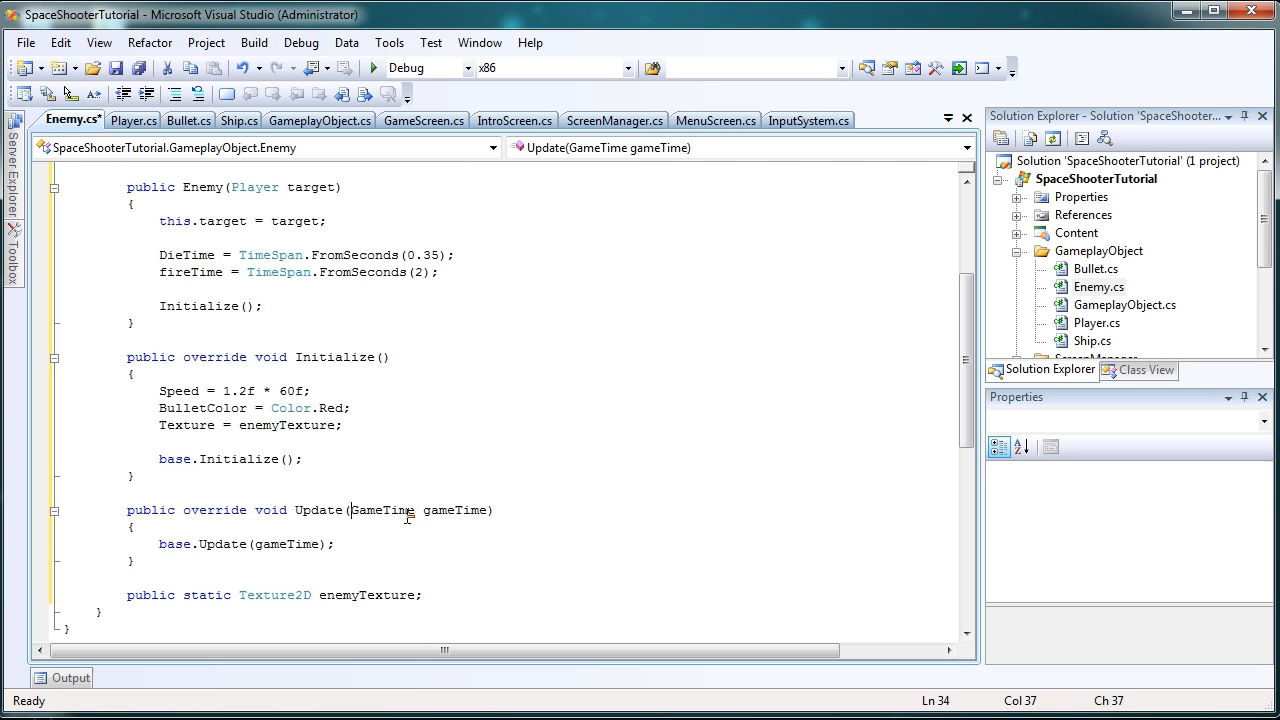 SpaceShooterTutorial - Microsoft Visual Studio (Administrator)
File Edit View Refactor Project Build Debug Data Tools Test Window Help
Debug x86
Enemy.cs* Player.cs Bullet.cs Ship.cs GameplayObject.cs GameScreen.cs IntroScreen.cs ScreenManager.cs MenuScreen.cs InputSystem.cs
SpaceShooterTutorial.GameplayObject.Enemy Update(GameTime gameTime)
Server Explorer
Toolbox
public Enemy(Player target)
{
this.target = target;
DieTime = TimeSpan.FromSeconds(0.35);
fireTime = TimeSpan.FromSeconds(2);
Initialize();
}
public override void Initialize()
{
Speed = 1.2f * 60f;
BulletColor = Color.Red;
Texture = enemyTexture;
base.Initialize();
}
public override void Update(GameTime gameTime)
{
base.Update(gameTime);
}
public static Texture2D enemyTexture;
}
}
Solution Explorer - Solution 'SpaceShooter...
Solution 'SpaceShooterTutorial' (1 project)
SpaceShooterTutorial
Properties
References
Content
GameplayObject
Bullet.cs
Enemy.cs
GameplayObject.cs
Player.cs
Ship.cs
ScreenManager
Solution Explorer Class View
Properties
Output
Ready Ln 34 Col 37 Ch 37